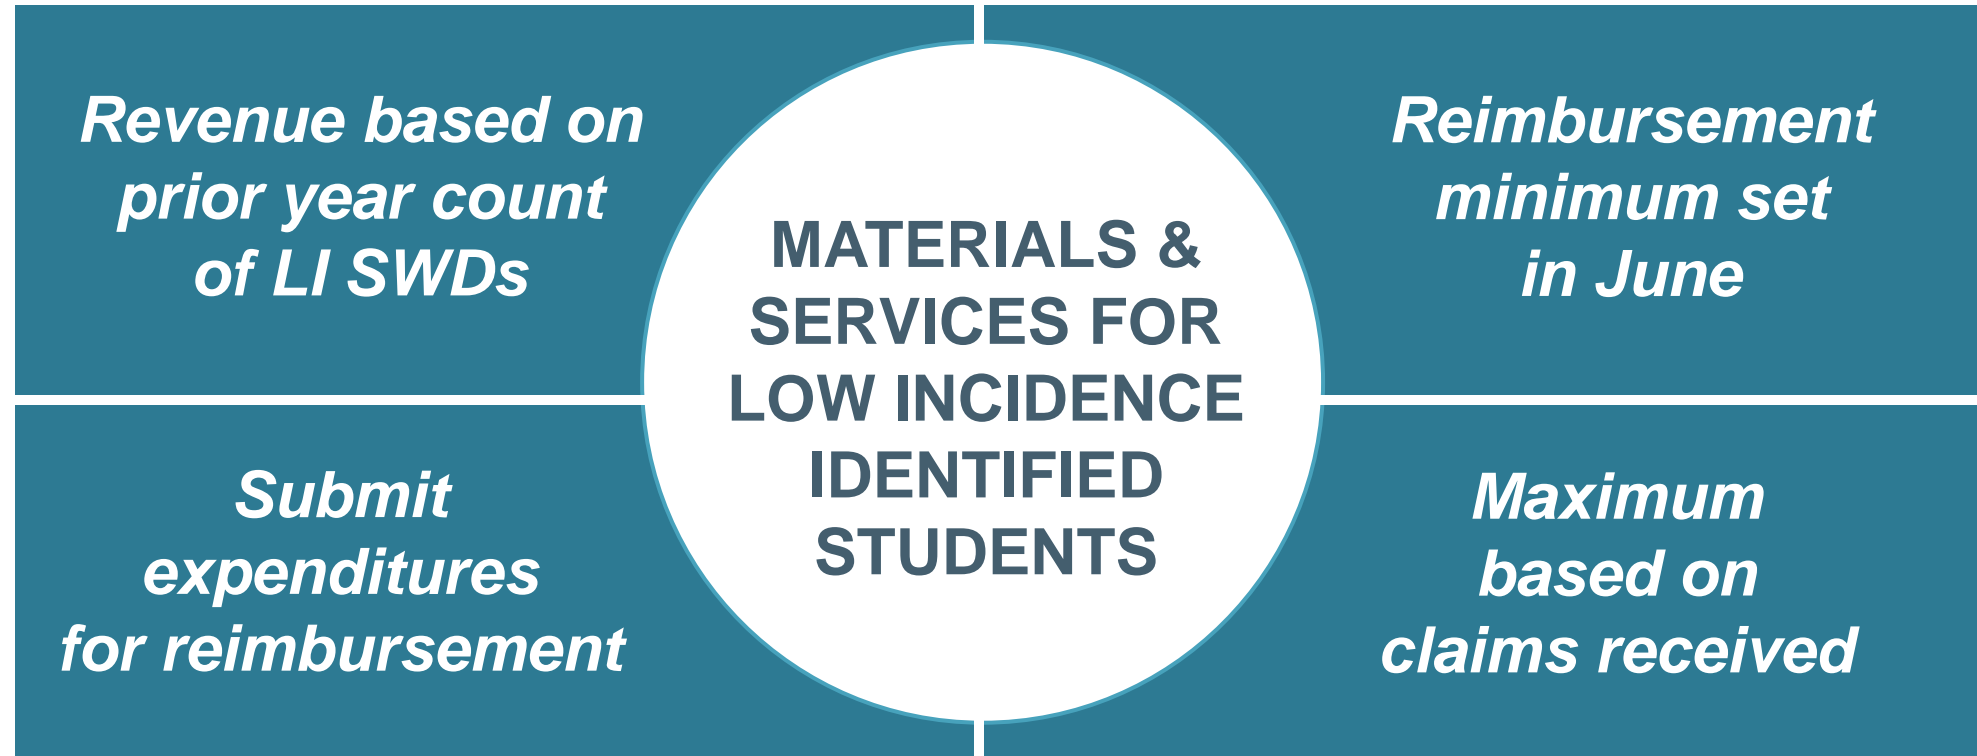 Revenue based on
prior year count
of LI SWDs
Reimbursement
minimum set
in June
MATERIALS &
SERVICES FOR
LOW INCIDENCE
IDENTIFIED
STUDENTS
Submit
expenditures
for reimbursement
Maximum
based on
claims received